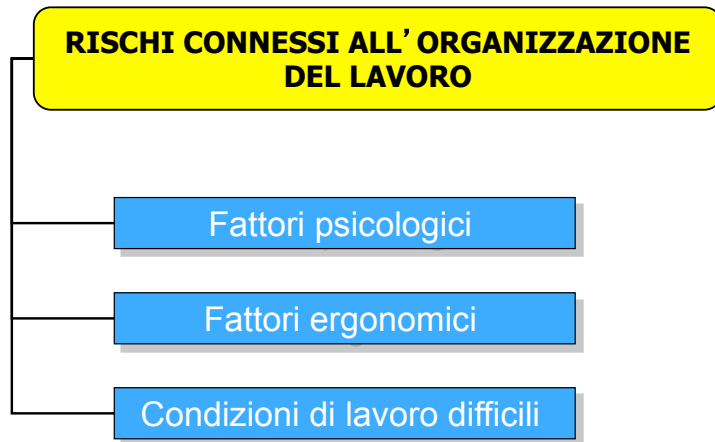 RISCHI CONNESSI ALL’ORGANIZZAZIONE
DEL LAVORO
Fattori psicologici
Fattori ergonomici
Condizioni di lavoro difficili